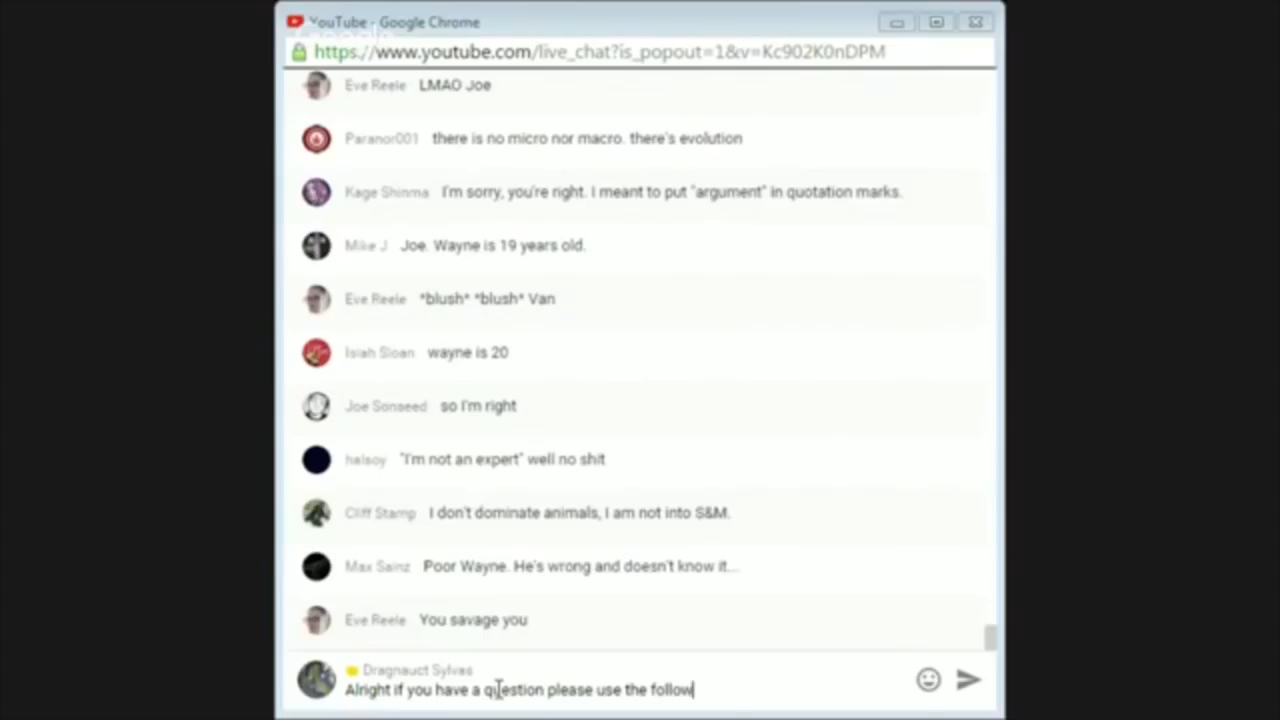 YouTube - Google Chrome
Google
https://www.youtube.com/live_chat?is_popout=1&v=Kc902K0nDPM
Eve Reele LMAO Joe
Paranor001 there is no micro nor macro. there's evolution
Kage Shinma I'm sorry, you're right. I meant to put "argument" in quotation marks.
Mike J Joe. Wayne is 19 years old.
Eve Reele *blush* *blush* Van
Isiah Sloan wayne is 20
Joe Sonseed so I'm right
halsoy "I'm not an expert" well no shit
Cliff Stamp I don't dominate animals, I am not into S&M.
Max Sainz Poor Wayne. He's wrong and doesn't know it...
Eve Reele You savage you
Dragnauct Sylvas
Alright if you have a question please use the follow